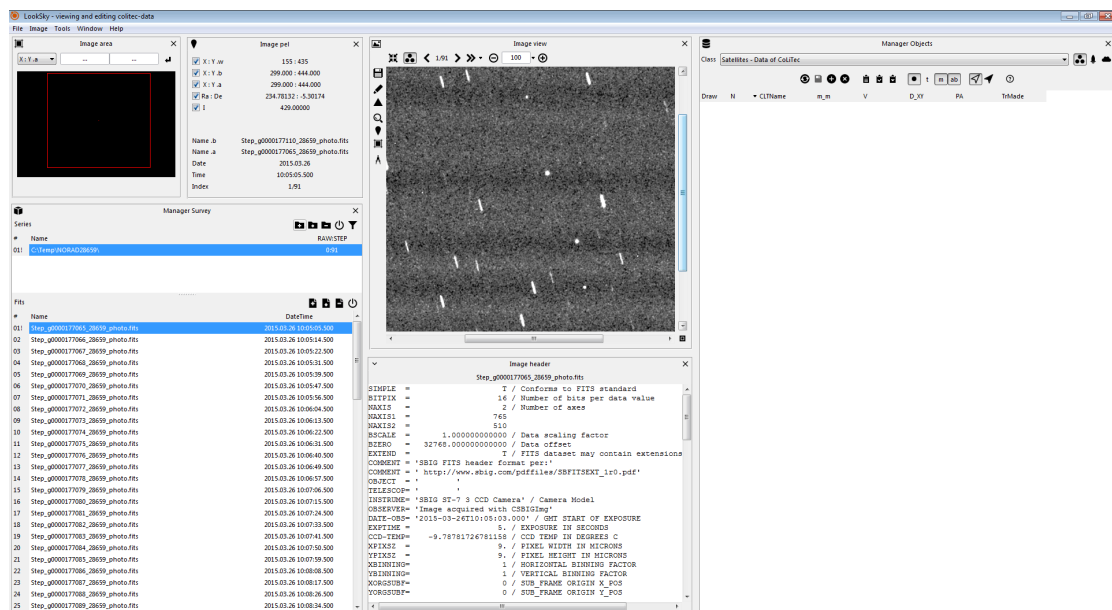 LookSky - viewing and editing colitec-data
File Image Tools Window Help
Image area
X : Y .a -- --
Image pel
X : Y .w 155 : 435
X : Y .b 299.000 : 444.000
X : Y .a 299.000 : 444.000
Ra : De 234.78132 : -5.30174
I 429.00000
Name .b Step_g0000177110_28659_photo.fits
Name .a Step_g0000177065_28659_photo.fits
Date 2015.03.26
Time 10:05:05.500
Index 1/91
Manager Survey
Series
# Name RAW:STEP
01! C:\Temp\NORAD28659\ 0:91
Fits
# Name DateTime
01! Step_g0000177065_28659_photo.fits 2015.03.26 10:05:05.500
02 Step_g0000177066_28659_photo.fits 2015.03.26 10:05:14.500
03 Step_g0000177067_28659_photo.fits 2015.03.26 10:05:22.500
04 Step_g0000177068_28659_photo.fits 2015.03.26 10:05:31.500
05 Step_g0000177069_28659_photo.fits 2015.03.26 10:05:39.500
06 Step_g0000177070_28659_photo.fits 2015.03.26 10:05:47.500
07 Step_g0000177071_28659_photo.fits 2015.03.26 10:05:56.500
08 Step_g0000177072_28659_photo.fits 2015.03.26 10:06:04.500
09 Step_g0000177073_28659_photo.fits 2015.03.26 10:06:13.500
10 Step_g0000177074_28659_photo.fits 2015.03.26 10:06:22.500
11 Step_g0000177075_28659_photo.fits 2015.03.26 10:06:31.500
12 Step_g0000177076_28659_photo.fits 2015.03.26 10:06:40.500
13 Step_g0000177077_28659_photo.fits 2015.03.26 10:06:49.500
14 Step_g0000177078_28659_photo.fits 2015.03.26 10:06:57.500
15 Step_g0000177079_28659_photo.fits 2015.03.26 10:07:06.500
16 Step_g0000177080_28659_photo.fits 2015.03.26 10:07:15.500
17 Step_g0000177081_28659_photo.fits 2015.03.26 10:07:24.500
18 Step_g0000177082_28659_photo.fits 2015.03.26 10:07:33.500
19 Step_g0000177083_28659_photo.fits 2015.03.26 10:07:41.500
20 Step_g0000177084_28659_photo.fits 2015.03.26 10:07:50.500
21 Step_g0000177085_28659_photo.fits 2015.03.26 10:07:59.500
22 Step_g0000177086_28659_photo.fits 2015.03.26 10:08:08.500
23 Step_g0000177087_28659_photo.fits 2015.03.26 10:08:17.500
24 Step_g0000177088_28659_photo.fits 2015.03.26 10:08:26.500
25 Step_g0000177089_28659_photo.fits 2015.03.26 10:08:34.500
Image view
1/91 100
Image header
Step_g0000177065_28659_photo.fits
SIMPLE = T / Conforms to FITS standard
BITPIX = 16 / Number of bits per data value
NAXIS = 2 / Number of axes
NAXIS1 = 765
NAXIS2 = 510
BSCALE = 1.000000000000 / Data scaling factor
BZERO = 32768.000000000000 / Data offset
EXTEND = T / FITS dataset may contain extensions
COMMENT = 'SBIG FITS header format per:'
COMMENT = ' http://www.sbig.com/pdffiles/SBFITSEXT_1r0.pdf'
OBJECT = ' '
TELESCOP= ' '
INSTRUME= 'SBIG ST-7 3 CCD Camera' / Camera Model
OBSERVER= 'Image acquired with CSBIGImg'
DATE-OBS= '2015-03-26T10:05:03.000' / GMT START OF EXPOSURE
EXPTIME = 5. / EXPOSURE IN SECONDS
CCD-TEMP= -9.78781726781158 / CCD TEMP IN DEGREES C
XPIXSZ = 9. / PIXEL WIDTH IN MICRONS
YPIXSZ = 9. / PIXEL HEIGHT IN MICRONS
XBINNING= 1 / HORIZONTAL BINNING FACTOR
YBINNING= 1 / VERTICAL BINNING FACTOR
XORGSUBF= 0 / SUB_FRAME ORIGIN X_POS
YORGSUBF= 0 / SUB_FRAME ORIGIN Y_POS
Manager Objects
Class Satellites - Data of CoLiTec
t m ab
Draw N CLTName m_m V D_XY PA TrMade